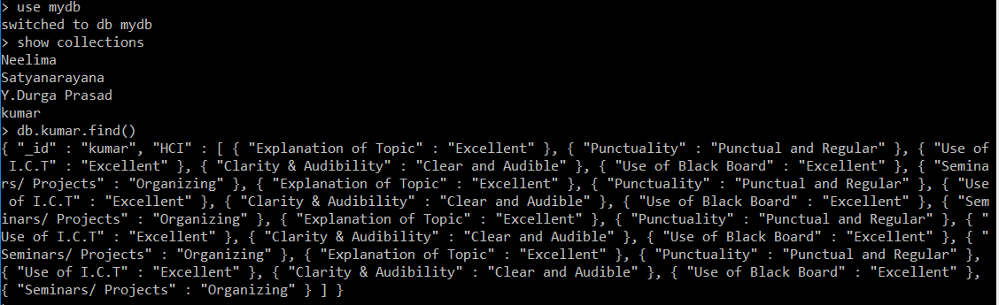 > use mydb
switched to db mydb
> show collections
Neelima
Satyanarayana
Y.Durga Prasad
kumar
> db.kumar.find()
{ "_id" : "kumar", "HCI" : [ { "Explanation of Topic" : "Excellent" }, { "Punctuality" : "Punctual and Regular" }, { "Use of
 I.C.T" : "Excellent" }, { "Clarity & Audibility" : "Clear and Audible" }, { "Use of Black Board" : "Excellent" }, { "Semina
rs/ Projects" : "Organizing" }, { "Explanation of Topic" : "Excellent" }, { "Punctuality" : "Punctual and Regular" }, { "Use
 of I.C.T" : "Excellent" }, { "Clarity & Audibility" : "Clear and Audible" }, { "Use of Black Board" : "Excellent" }, { "Sem
inars/ Projects" : "Organizing" }, { "Explanation of Topic" : "Excellent" }, { "Punctuality" : "Punctual and Regular" }, { "
Use of I.C.T" : "Excellent" }, { "Clarity & Audibility" : "Clear and Audible" }, { "Use of Black Board" : "Excellent" }, { "
Seminars/ Projects" : "Organizing" }, { "Explanation of Topic" : "Excellent" }, { "Punctuality" : "Punctual and Regular" },
{ "Use of I.C.T" : "Excellent" }, { "Clarity & Audibility" : "Clear and Audible" }, { "Use of Black Board" : "Excellent" },
{ "Seminars/ Projects" : "Organizing" } ] }